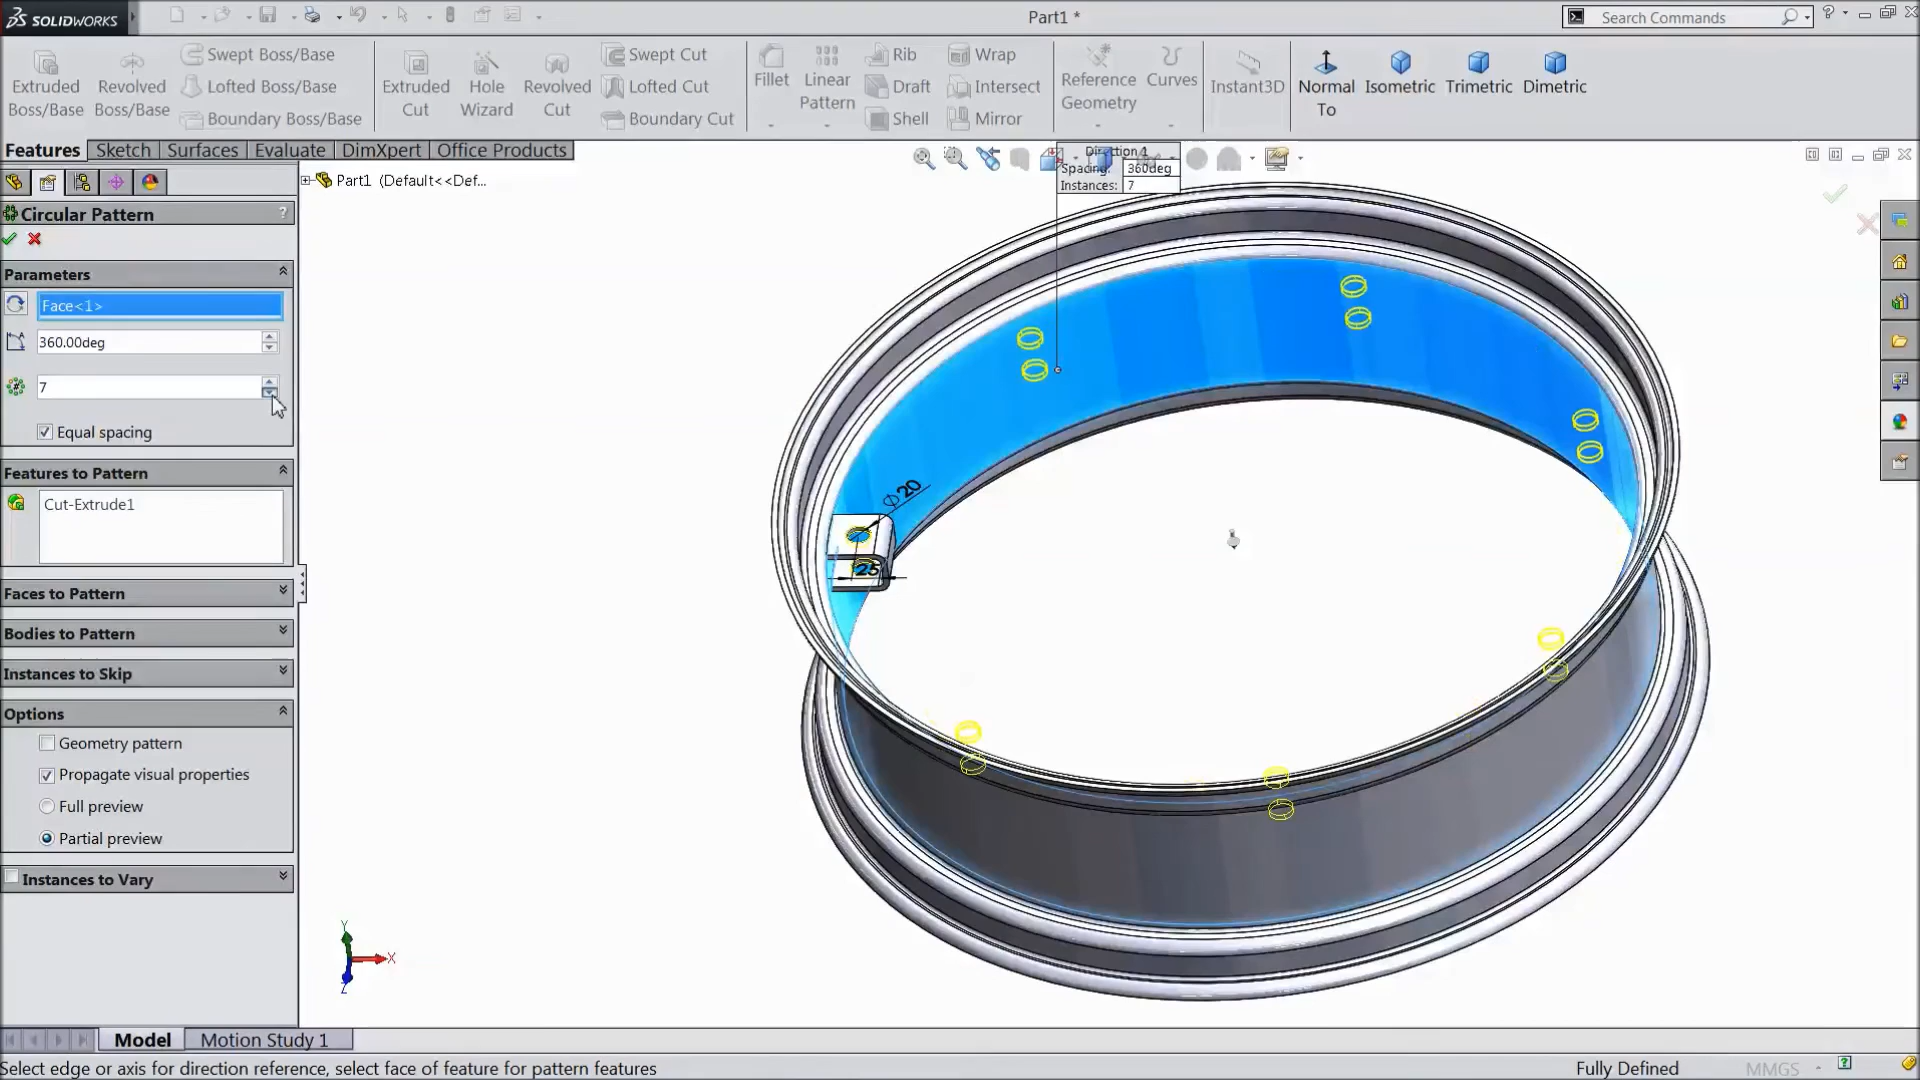 SOLIDWORKS
Part1 *
Search Commands
Extruded Boss/Base
Revolved Boss/Base
Swept Boss/Base
Lofted Boss/Base
Boundary Boss/Base
Extruded Cut
Hole Wizard
Revolved Cut
Swept Cut
Lofted Cut
Boundary Cut
Fillet
Linear Pattern
Rib
Draft
Shell
Wrap
Intersect
Mirror
Reference Geometry
Curves
Instant3D
Normal To
Isometric
Trimetric
Dimetric
Features
Sketch
Surfaces
Evaluate
DimXpert
Office Products
Part1 (Default<<Def...
Direction 1
Spacing: 360deg
Instances: 7
Circular Pattern
?
Parameters
Face<1>
360.00deg
7
Equal spacing
Features to Pattern
Cut-Extrude1
Faces to Pattern
Bodies to Pattern
Instances to Skip
Options
Geometry pattern
Propagate visual properties
Full preview
Partial preview
Instances to Vary
Ø20
25
Y
X
Z
Model
Motion Study 1
Select edge or axis for direction reference, select face of feature for pattern features
Fully Defined
MMGS